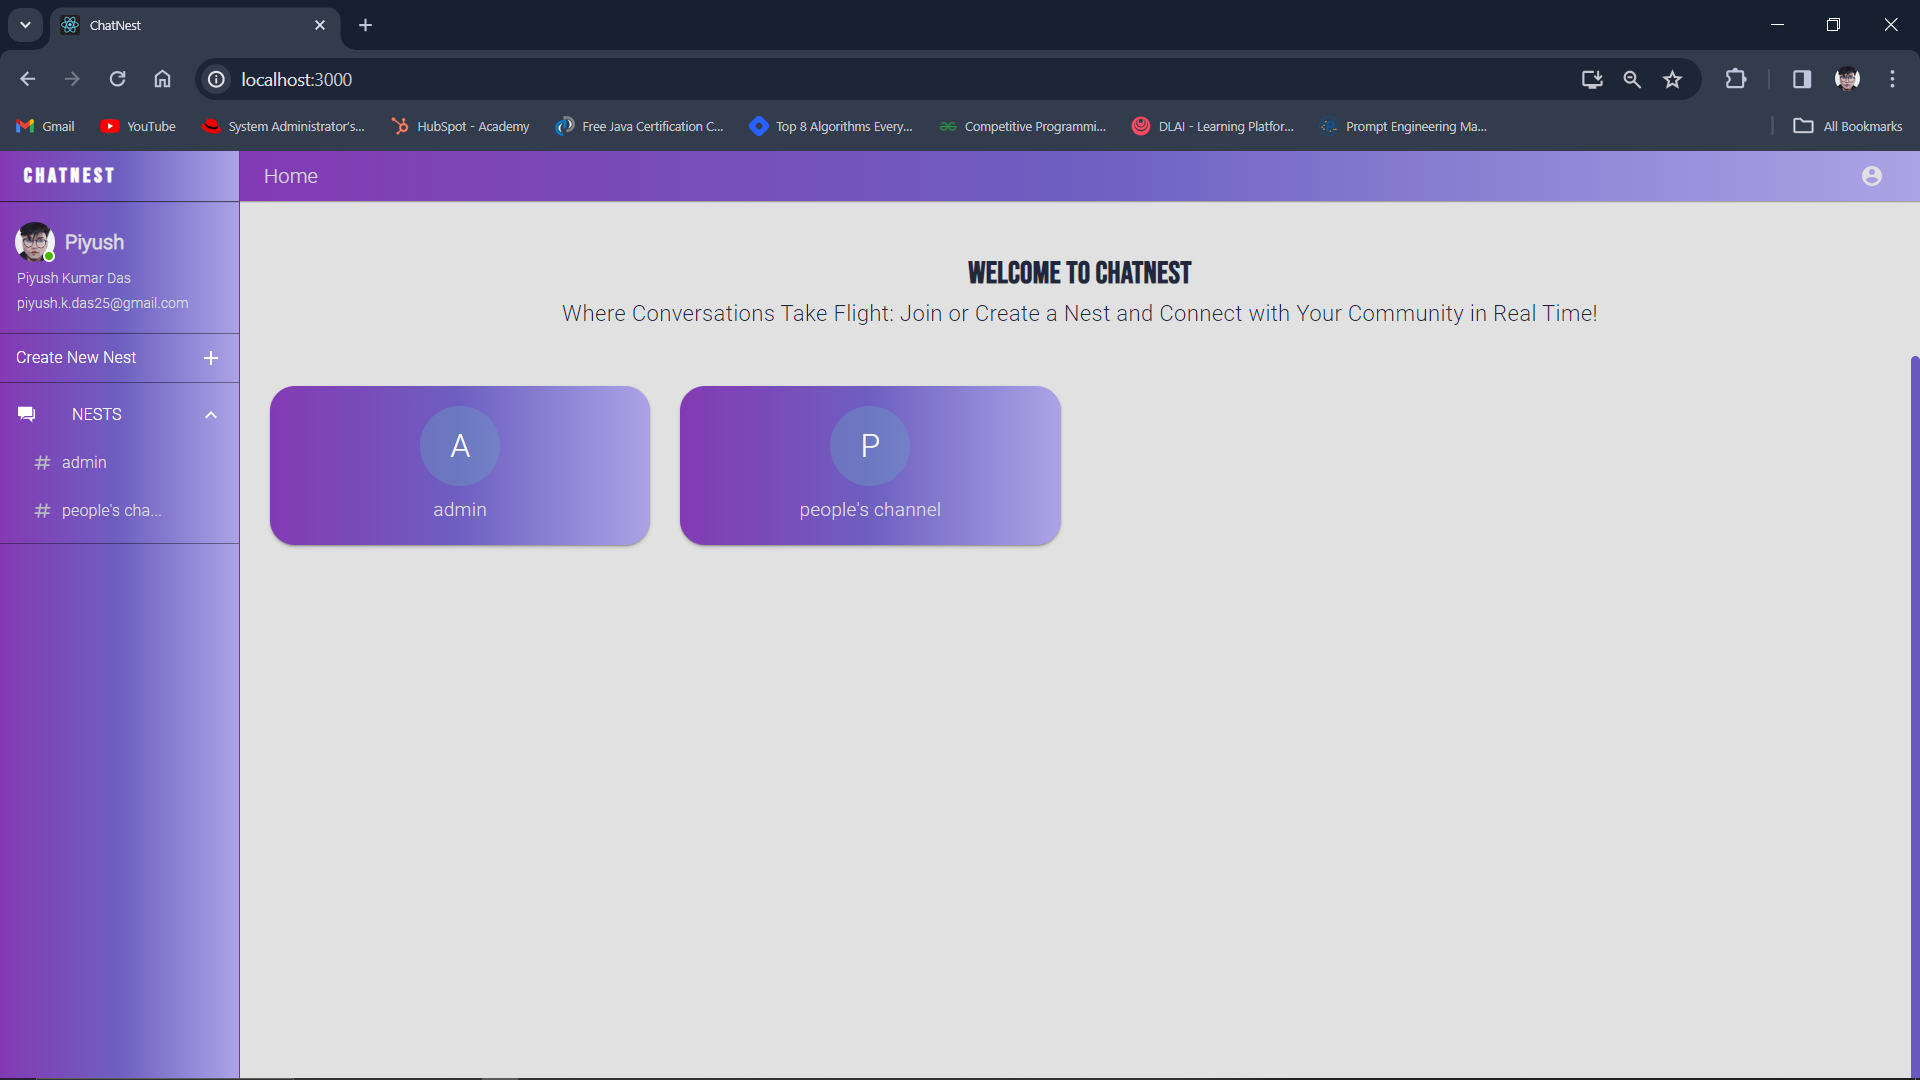 ChatNest
localhost:3000
Gmail
YouTube
System Administrator's...
HubSpot - Academy
Free Java Certification C...
Top 8 Algorithms Every...
Competitive Programmi...
DLAI - Learning Platfor...
Prompt Engineering Ma...
All Bookmarks
CHATNEST
Home
Piyush
Piyush Kumar Das
piyush.k.das25@gmail.com
Create New Nest
NESTS
# admin
# people's cha...
WELCOME TO CHATNEST
Where Conversations Take Flight: Join or Create a Nest and Connect with Your Community in Real Time!
A
admin
P
people's channel